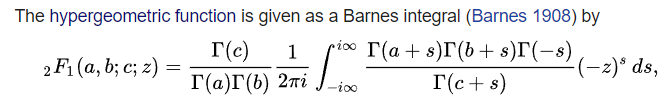 The hypergeometric function is given as a Barnes integral (Barnes 1908) by
₂F₁(a, b; c; z) = Γ(c)/(Γ(a)Γ(b)) 1/(2πi) ∫_{−i∞}^{i∞} Γ(a + s)Γ(b + s)Γ(−s)/Γ(c + s) (−z)ˢ ds,